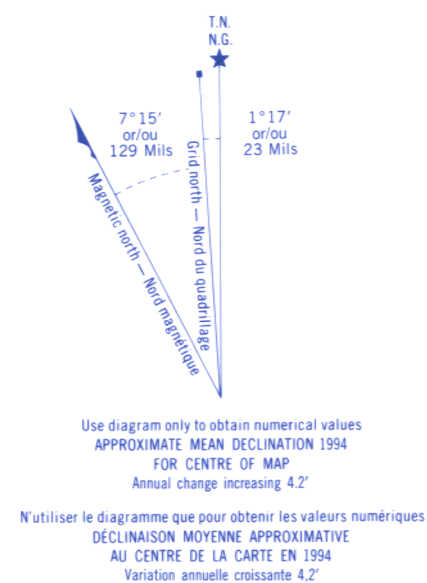 T.N.
N.G.
7°15′
or/ou
129 Mils
1°17′
or/ou
23 Mils
Magnetic north — Nord magnétique
Grid north — Nord du quadrillage
Use diagram only to obtain numerical values
APPROXIMATE MEAN DECLINATION 1994
FOR CENTRE OF MAP
Annual change increasing 4.2′
N'utiliser le diagramme que pour obtenir les valeurs numériques
DÉCLINAISON MOYENNE APPROXIMATIVE
AU CENTRE DE LA CARTE EN 1994
Variation annuelle croissante 4,2′